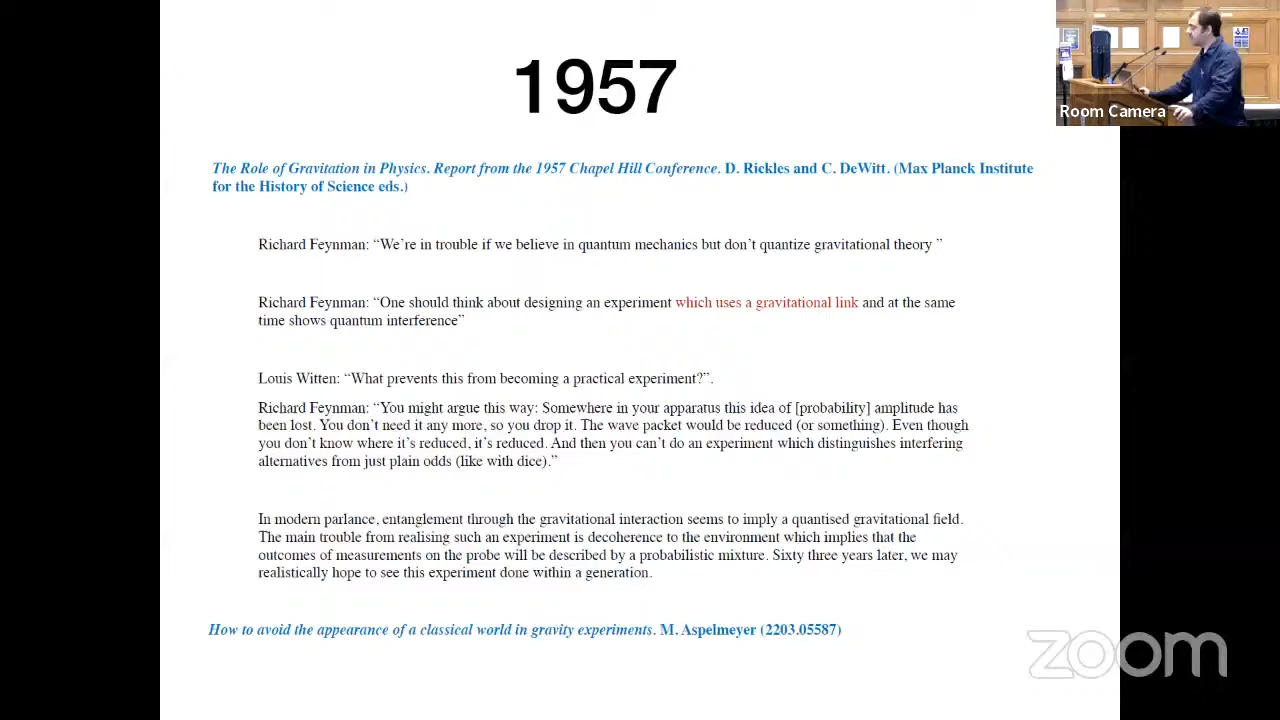 1957
The Role of Gravitation in Physics. Report from the 1957 Chapel Hill Conference. D. Rickles and C. DeWitt. (Max Planck Institute
for the History of Science eds.)
Richard Feynman: “We’re in trouble if we believe in quantum mechanics but don’t quantize gravitational theory ”
Richard Feynman: “One should think about designing an experiment which uses a gravitational link and at the same
time shows quantum interference”
Louis Witten: “What prevents this from becoming a practical experiment?”.
Richard Feynman: “You might argue this way: Somewhere in your apparatus this idea of [probability] amplitude has
been lost. You don’t need it any more, so you drop it. The wave packet would be reduced (or something). Even though
you don’t know where it’s reduced, it’s reduced. And then you can’t do an experiment which distinguishes interfering
alternatives from just plain odds (like with dice).”
In modern parlance, entanglement through the gravitational interaction seems to imply a quantised gravitational field.
The main trouble from realising such an experiment is decoherence to the environment which implies that the
outcomes of measurements on the probe will be described by a probabilistic mixture. Sixty three years later, we may
realistically hope to see this experiment done within a generation.
How to avoid the appearance of a classical world in gravity experiments. M. Aspelmeyer (2203.05587)
Room Camera
zoom